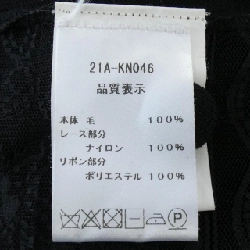 21A-KN046
品質表示
本体 毛 100%
レース部分
ナイロン 100%
リボン部分
ポリエステル 100%
P